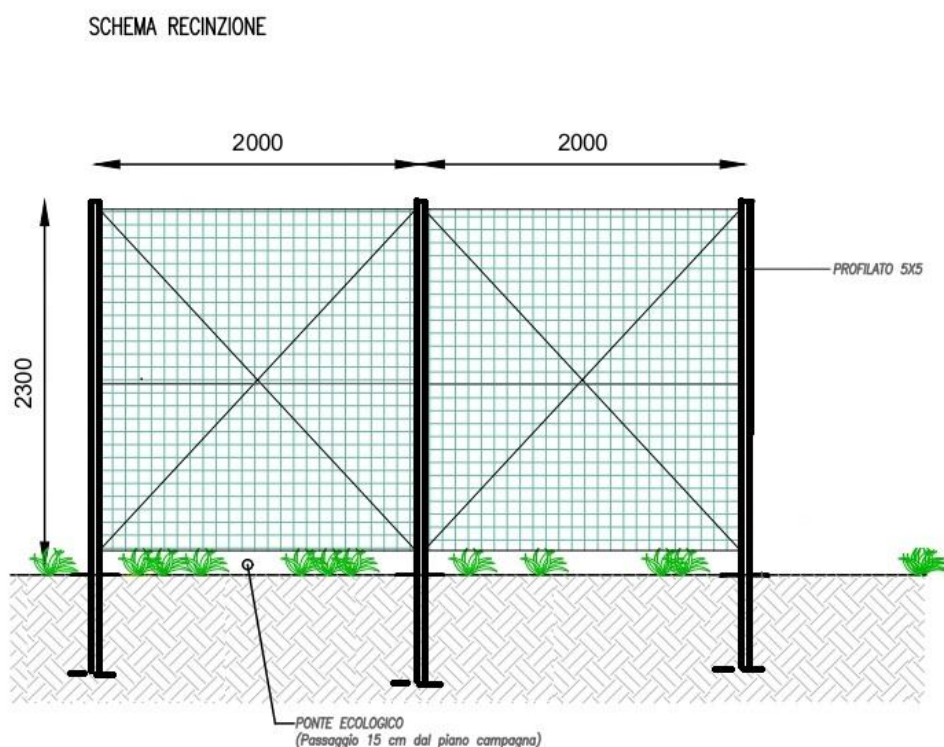 SCHEMA RECINZIONE
2000 2000
PROFILATO 5X5
2300
PONTE ECOLOGICO
(Passaggio 15 cm dal piano campagna)